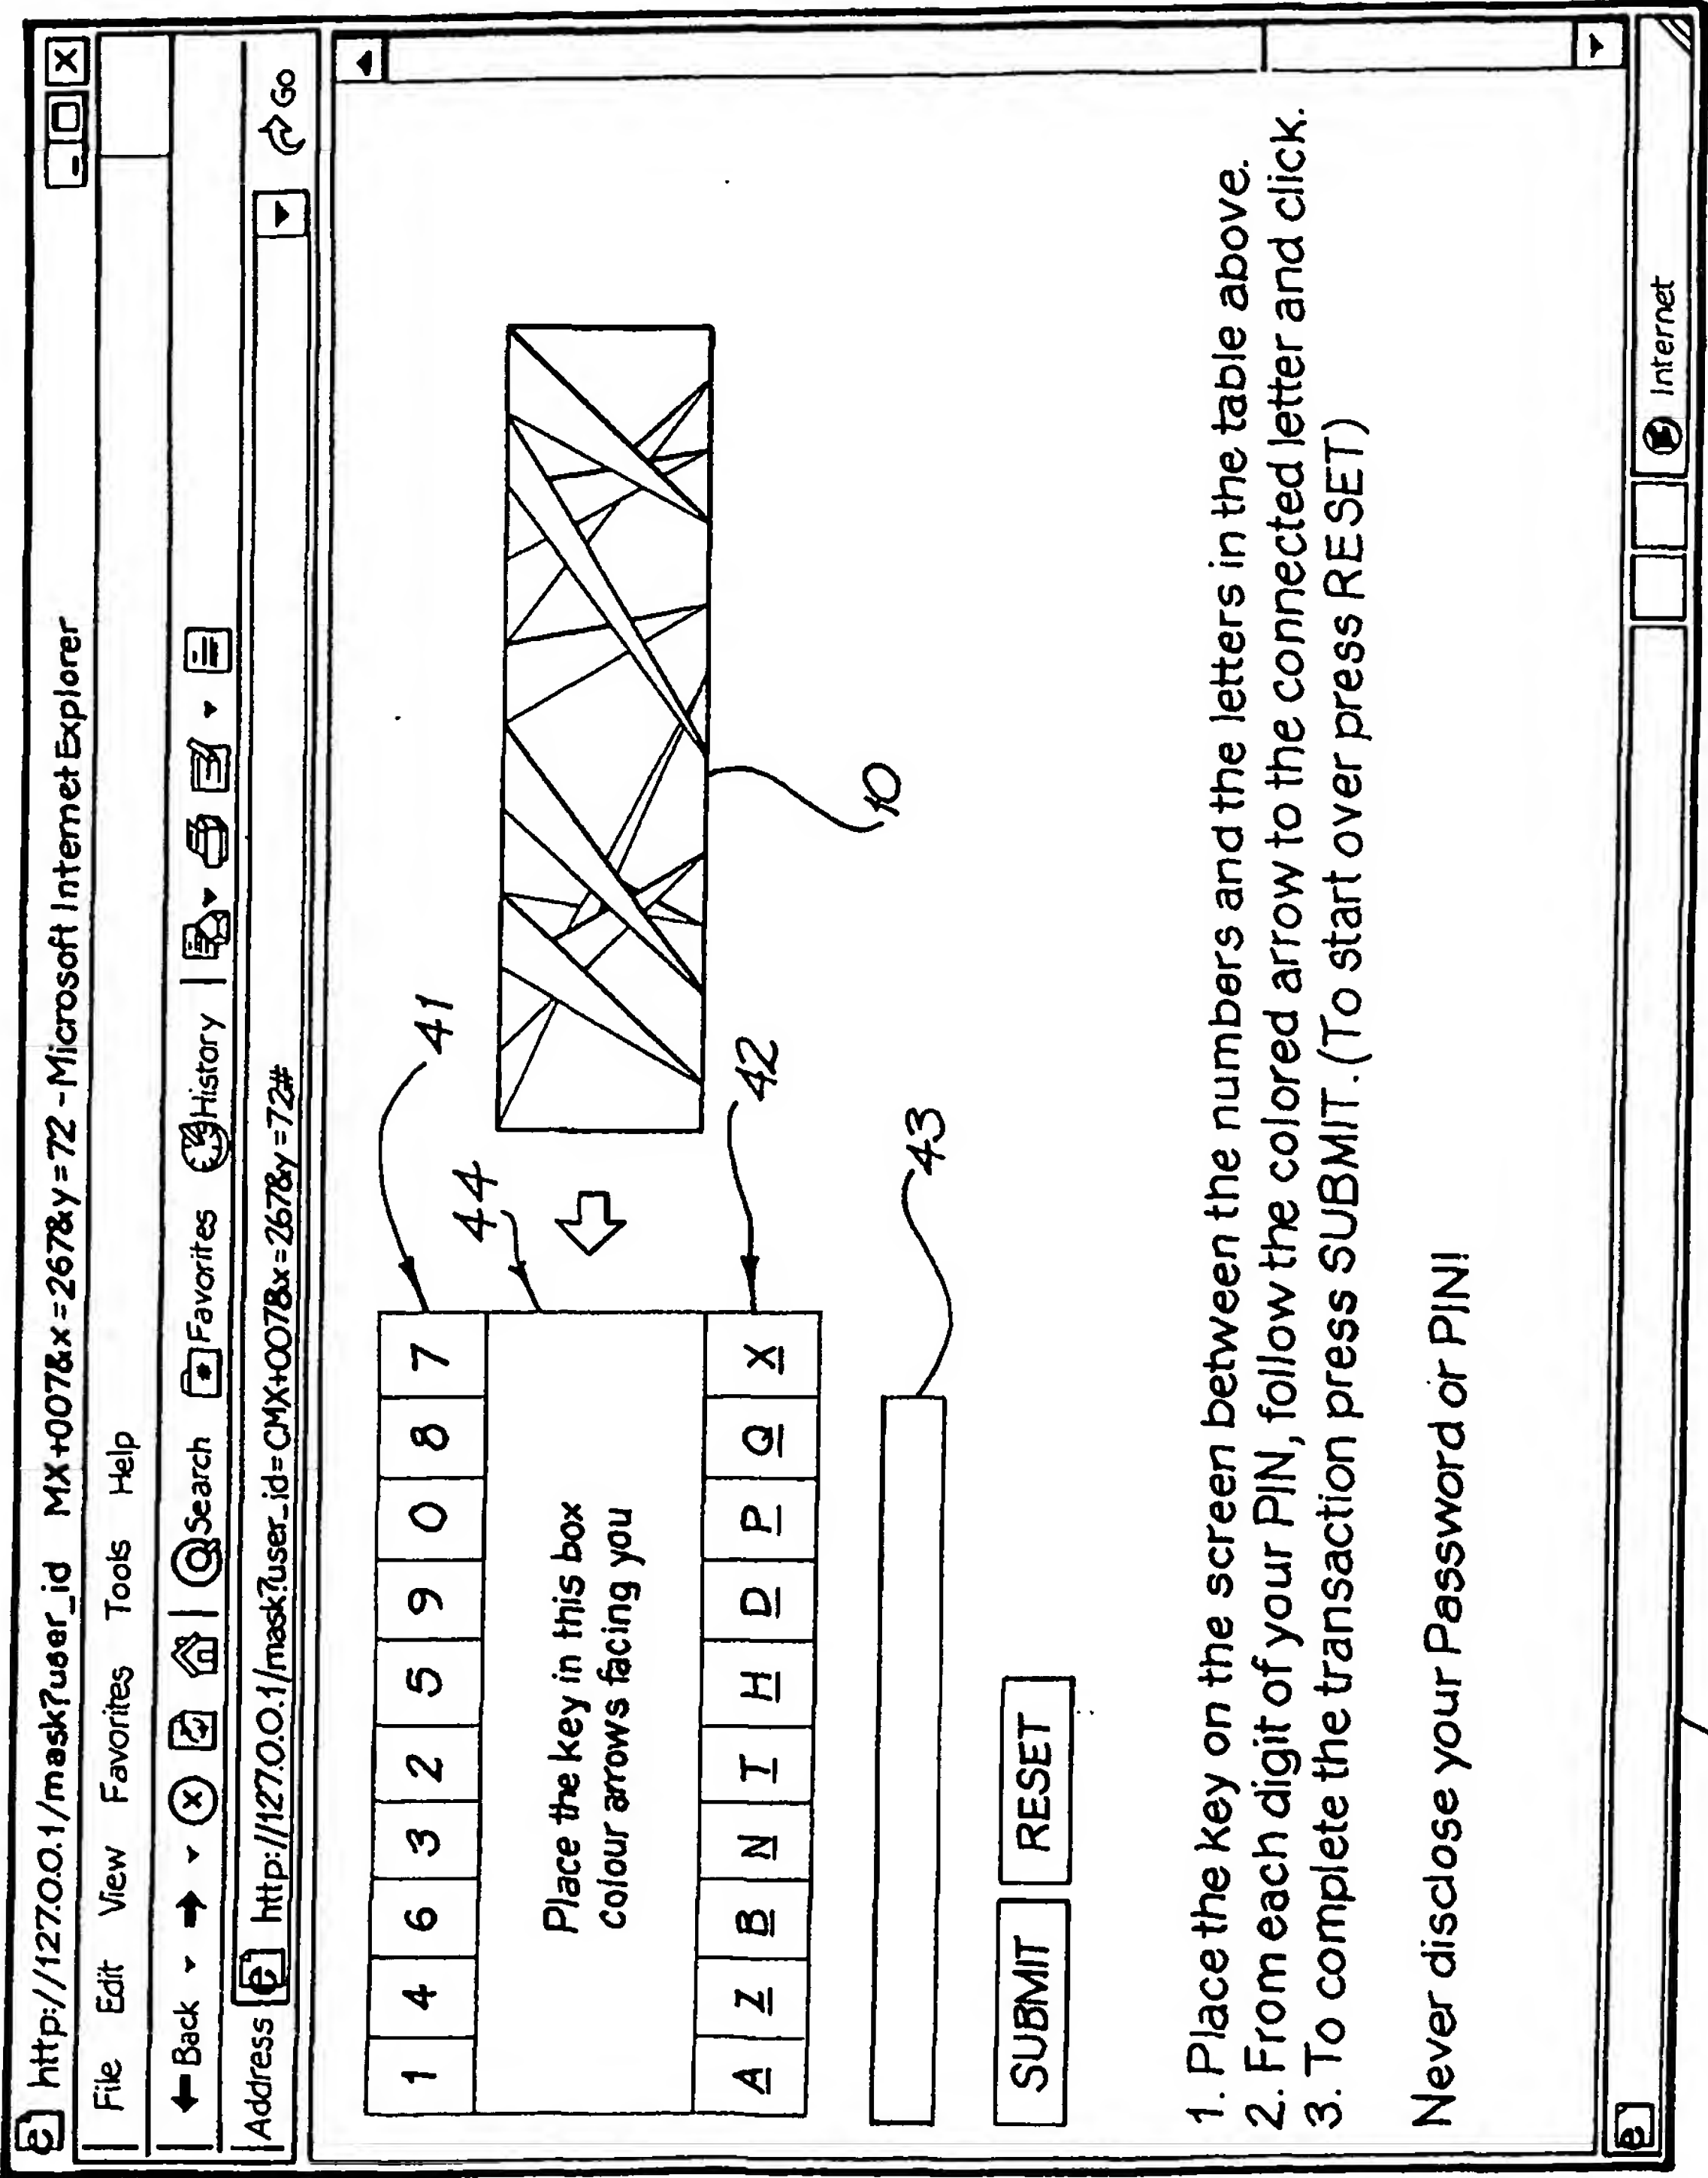 http://127.0.0.1/mask?user_id MX+007&x=267&y=72 - Microsoft Internet Explorer
File Edit View Favorites Tools Help
Back Search Favorites History
Address http://127.0.0.1/mask?user_id=CMX+007&x=267&y=72# Go
41
1 4 6 3 2 5 9 0 8 7
44
Place the key in this box
colour arrows facing you
10
42
A Z B N T H D P Q X
43
SUBMIT RESET
1. Place the key on the screen between the numbers and the letters in the table above.
2. From each digit of your PIN, follow the colored arrow to the connected letter and click.
3. To complete the transaction press SUBMIT. (To start over press RESET)
Never disclose your Password or PIN!
Internet